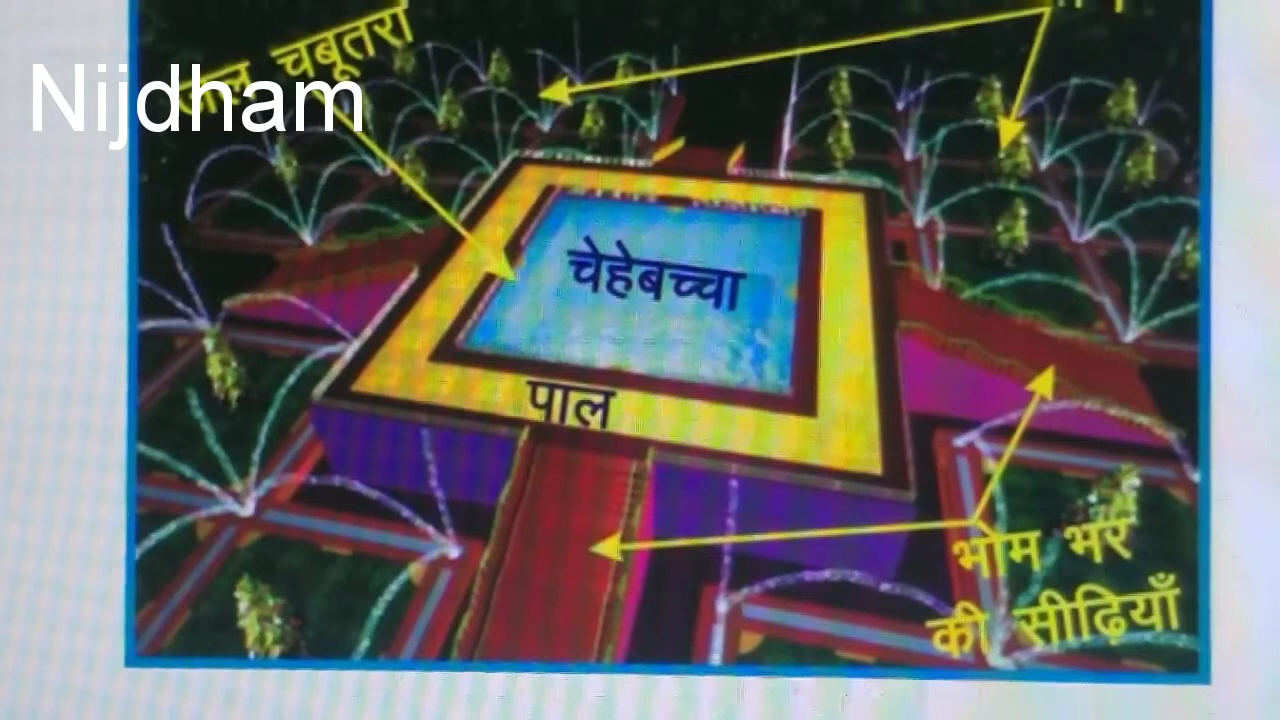 चबूतरा
Nijdham
चेहेबच्चा
पाल
भोम भर
की सीढ़ियाँ